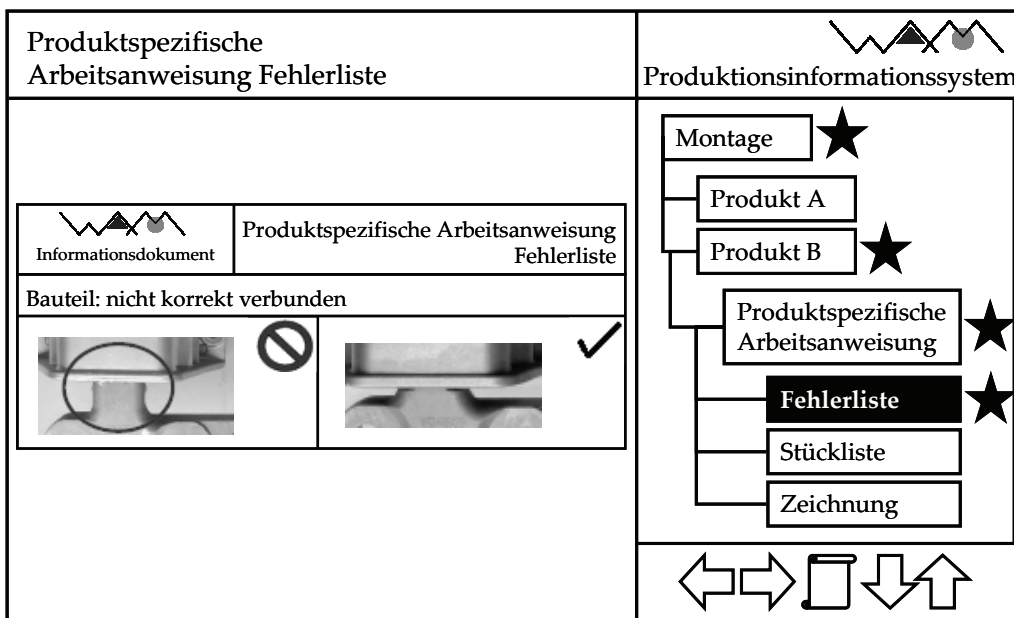 Produktspezifische
Arbeitsanweisung Fehlerliste
Produktionsinformationssystem
Informationsdokument
Produktspezifische Arbeitsanweisung
Fehlerliste
Bauteil: nicht korrekt verbunden
Montage
Produkt A
Produkt B
Produktspezifische
Arbeitsanweisung
Fehlerliste
Stückliste
Zeichnung